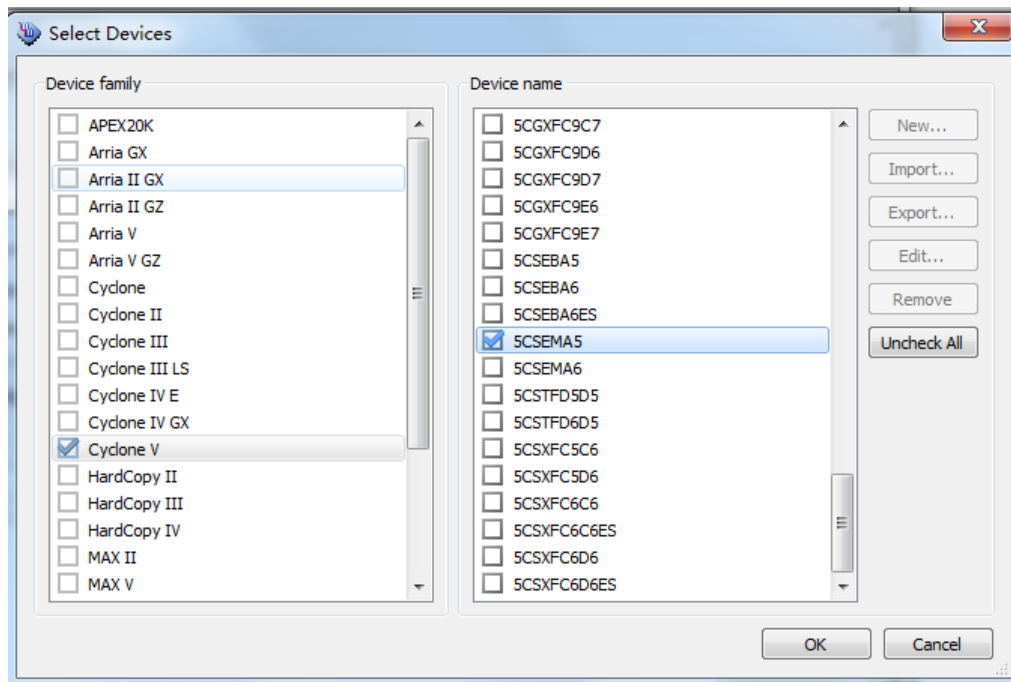 Select Devices
Device family
APEX20K
Arria GX
Arria II GX
Arria II GZ
Arria V
Arria V GZ
Cyclone
Cyclone II
Cyclone III
Cyclone III LS
Cyclone IV E
Cyclone IV GX
Cyclone V
HardCopy II
HardCopy III
HardCopy IV
MAX II
MAX V
Device name
5CGXFC9C7
5CGXFC9D6
5CGXFC9D7
5CGXFC9E6
5CGXFC9E7
5CSEBA5
5CSEBA6
5CSEBA6ES
5CSEMA5
5CSEMA6
5CSTFD5D5
5CSTFD6D5
5CSXFC5C6
5CSXFC5D6
5CSXFC6C6
5CSXFC6C6ES
5CSXFC6D6
5CSXFC6D6ES
New...
Import...
Export...
Edit...
Remove
Uncheck All
OK
Cancel